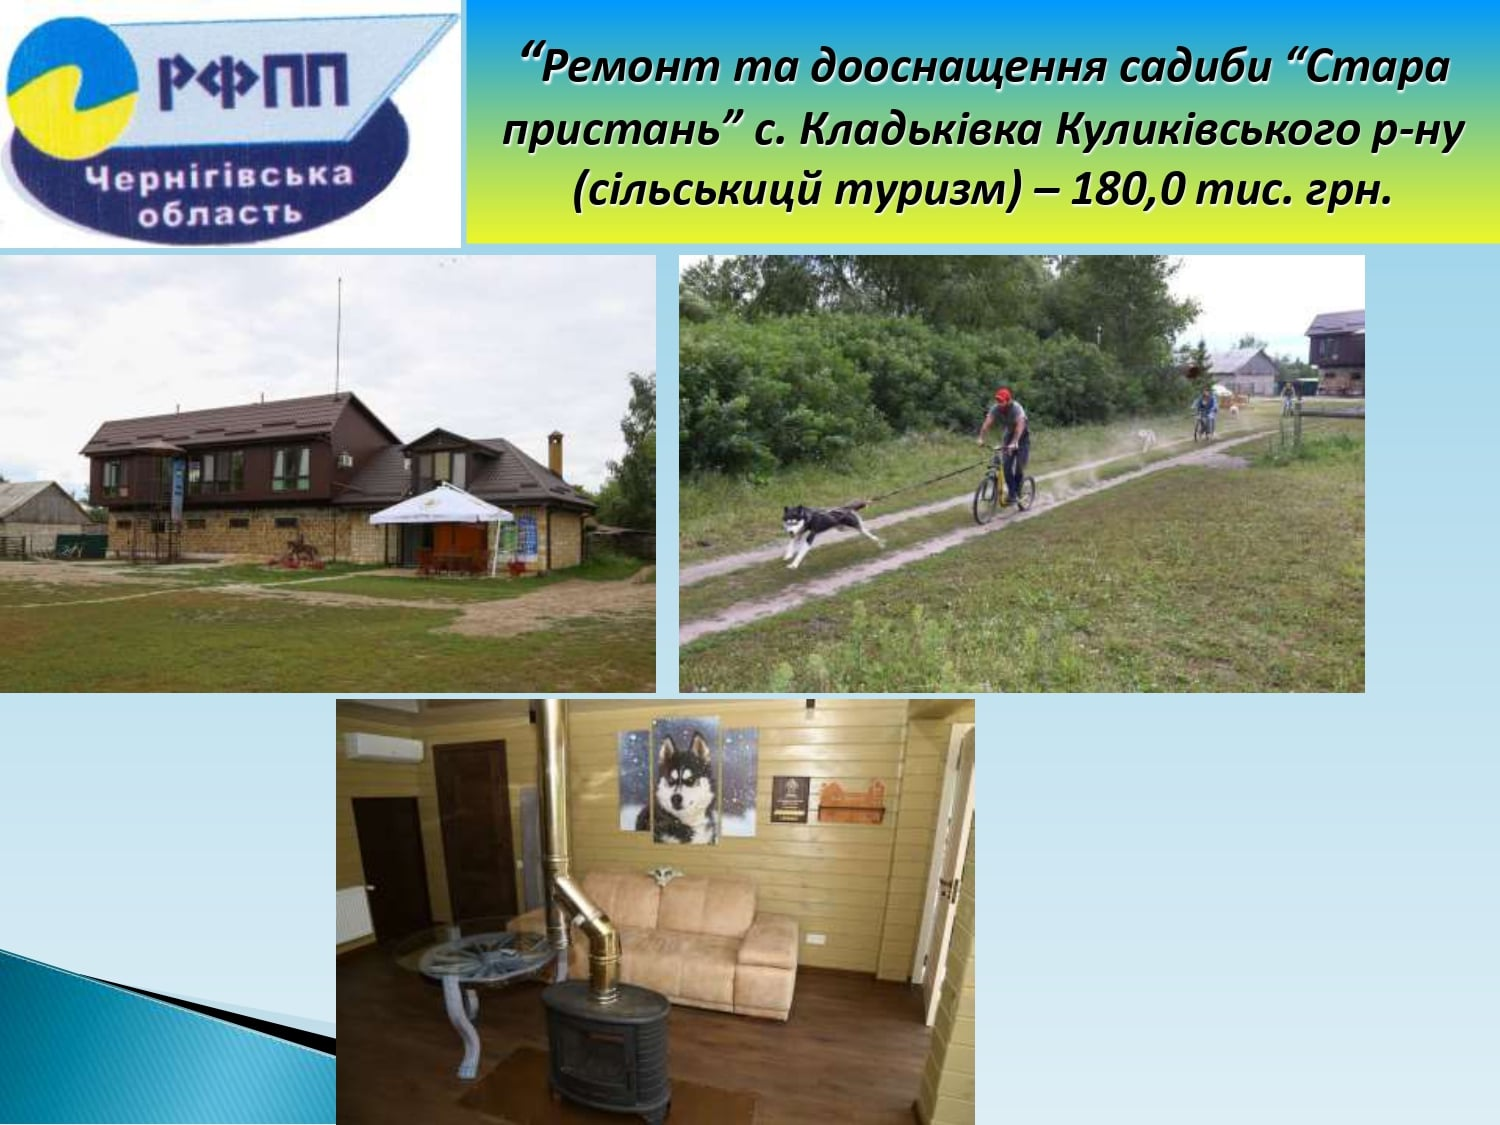 РФПП
Чернігівська
область
“Ремонт та дооснащення садиби “Стара
пристань” с. Кладьківка Куликівського р-ну
(сільськицй туризм) – 180,0 тис. грн.